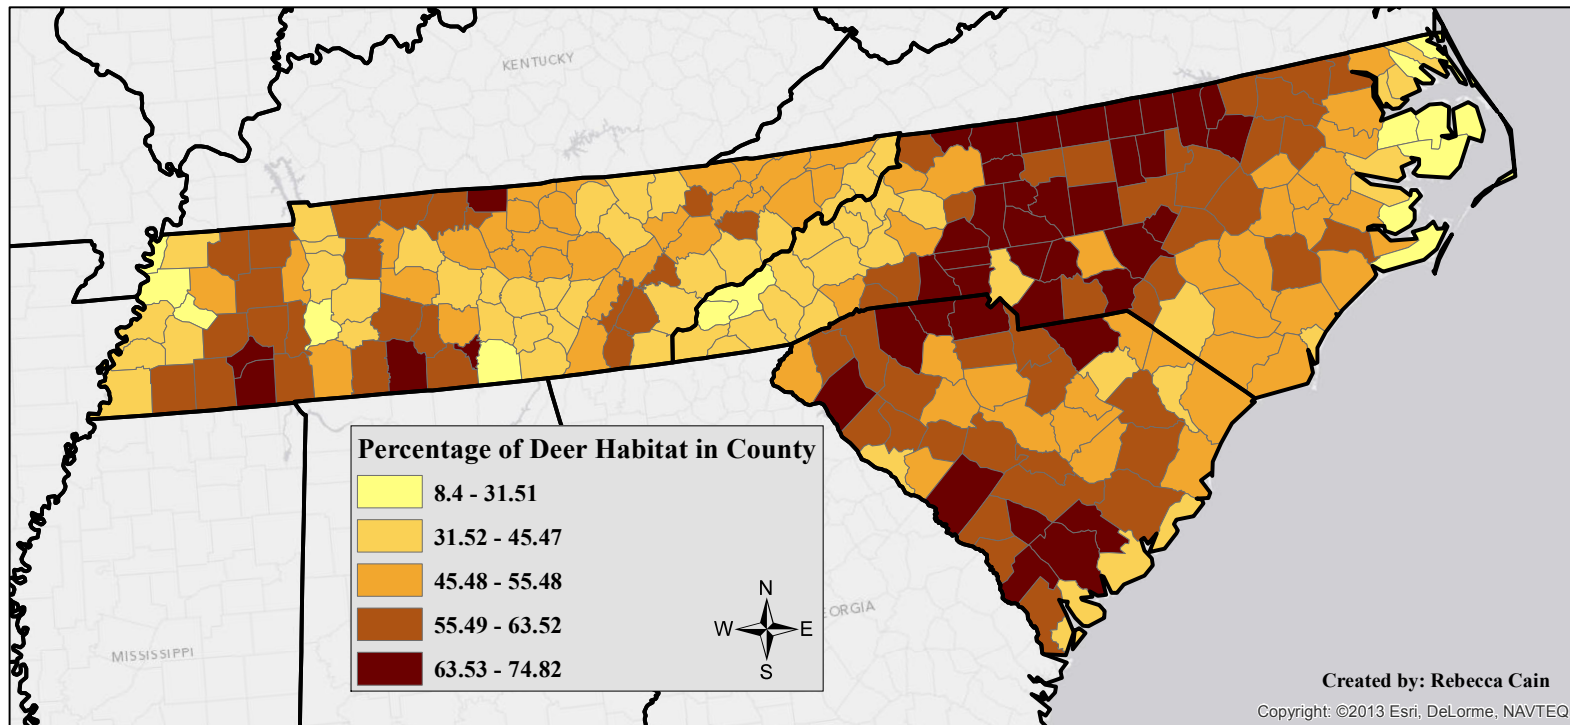 KENTUCKY
Percentage of Deer Habitat in County
8.4 - 31.51
31.52 - 45.47
45.48 - 55.48
55.49 - 63.52
63.53 - 74.82
N
W E
S
EORGIA
MISSISSIPPI
Created by: Rebecca Cain
Copyright: ©2013 Esri, DeLorme, NAVTEQ